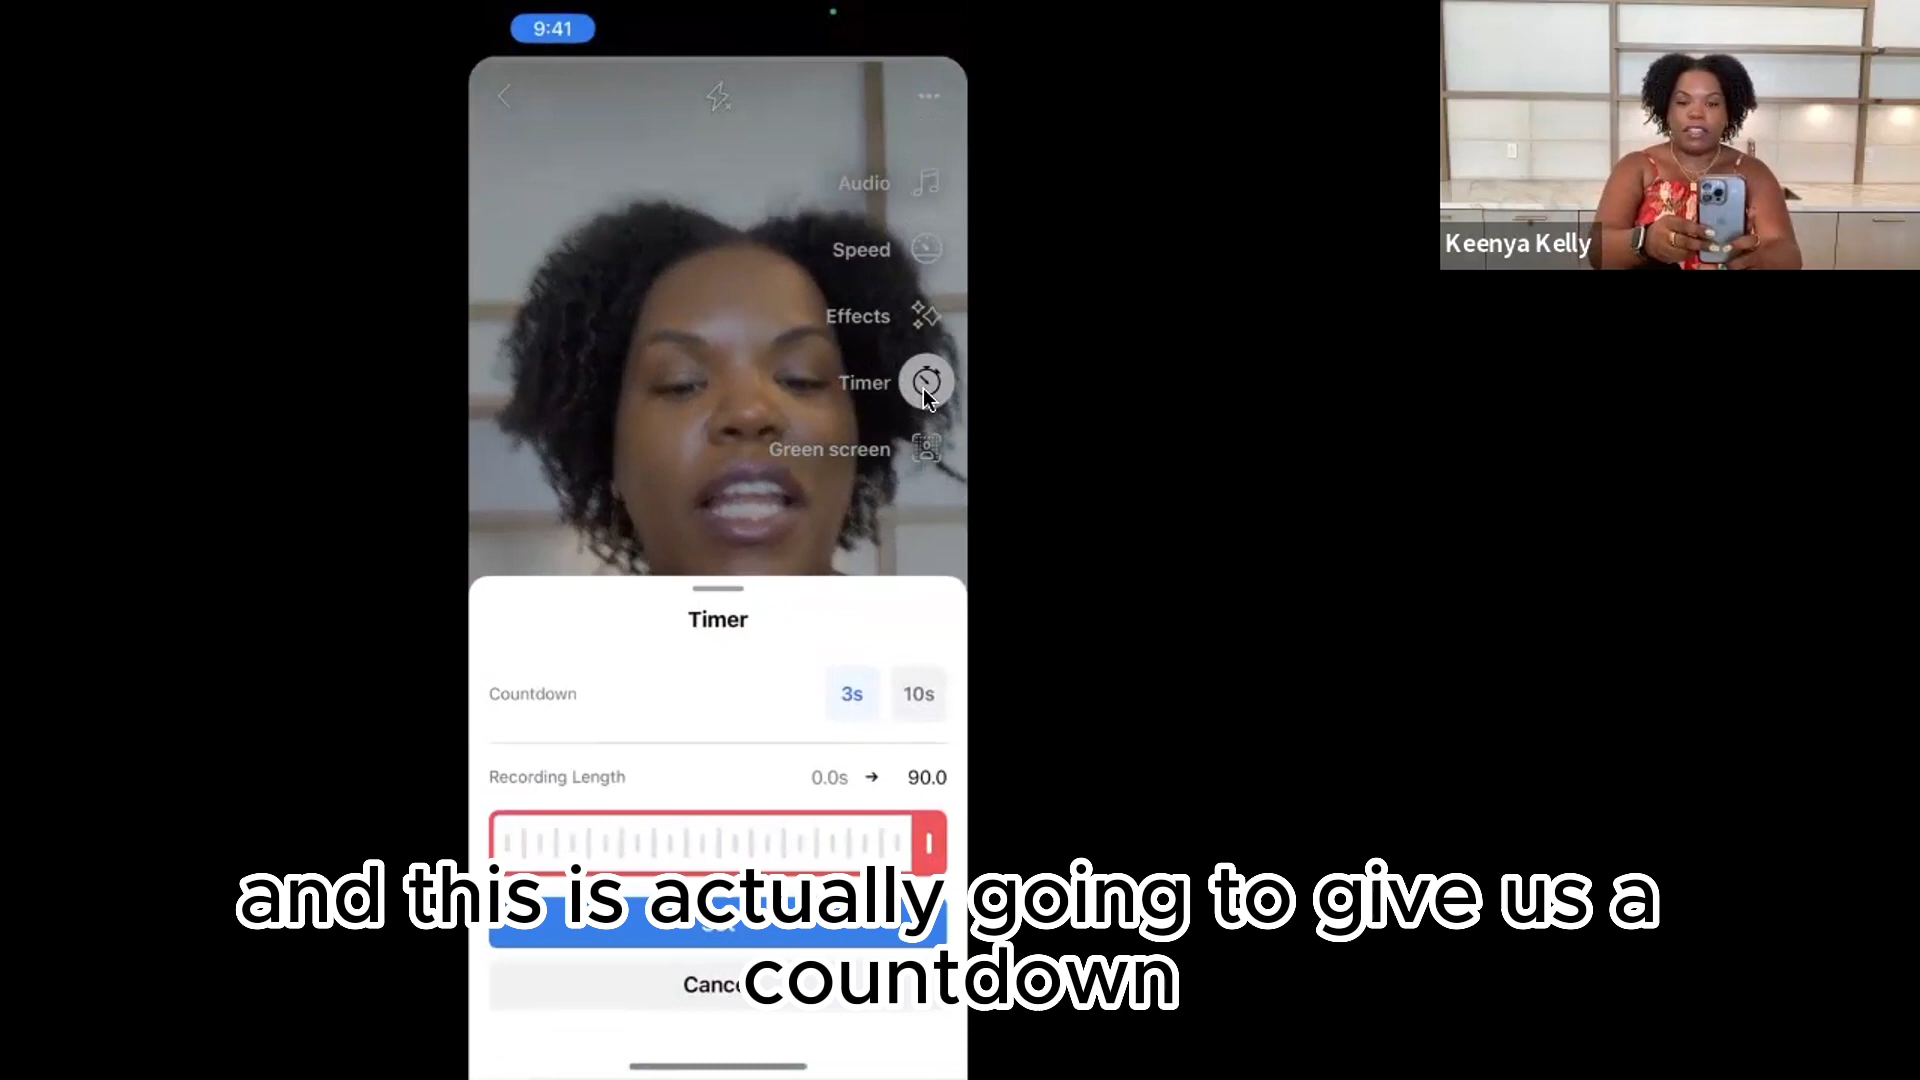 9:41
Audio
Speed
Effects
Timer
Green screen
Keenya Kelly
Timer
Countdown 3s 10s
Recording Length 0.0s → 90.0
and this is actually going to give us a
countdown